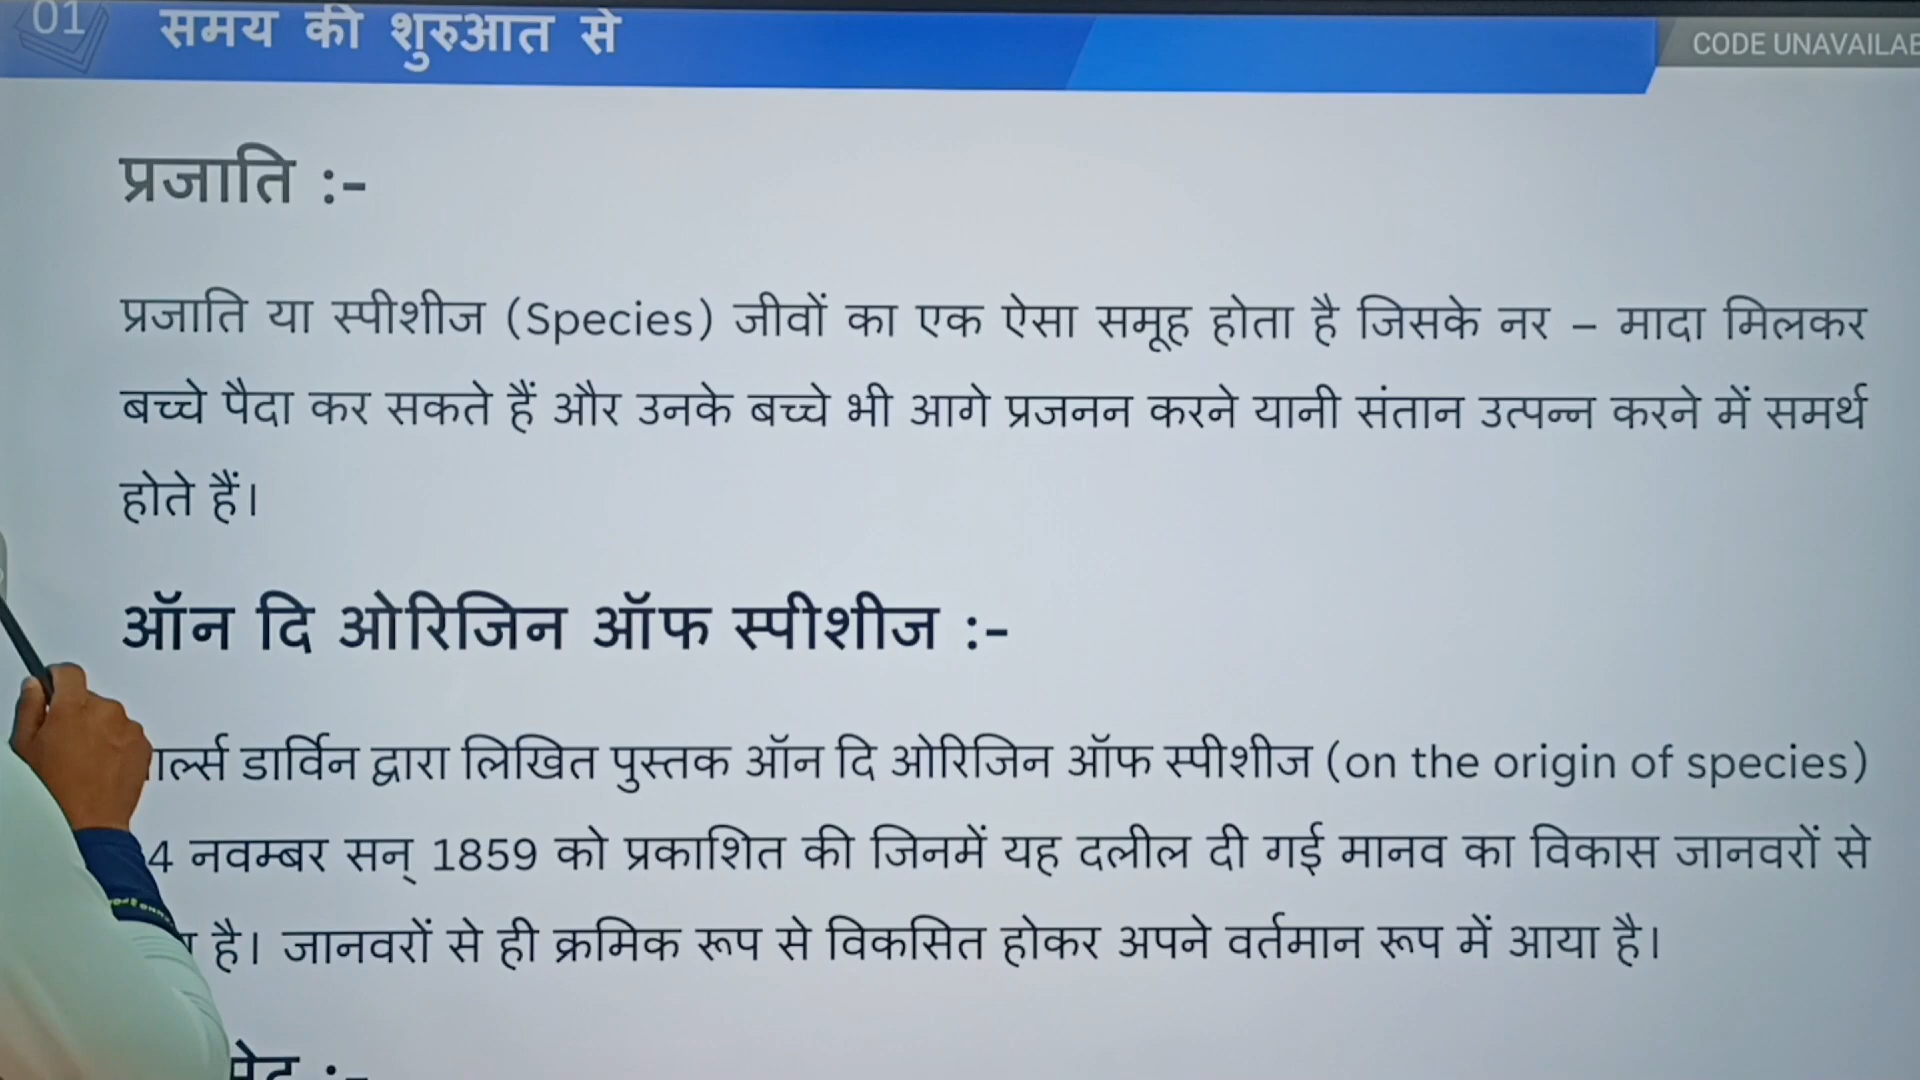 01 समय की शुरुआत से
CODE UNAVAILAB
प्रजाति :-
प्रजाति या स्पीशीज (Species) जीवों का एक ऐसा समूह होता है जिसके नर – मादा मिलकर
बच्चे पैदा कर सकते हैं और उनके बच्चे भी आगे प्रजनन करने यानी संतान उत्पन्न करने में समर्थ
होते हैं।
ऑन दि ओरिजिन ऑफ स्पीशीज :-
डार्विन द्वारा लिखित पुस्तक ऑन दि ओरिजिन ऑफ स्पीशीज (on the origin of species)
4 नवम्बर सन् 1859 को प्रकाशित की जिनमें यह दलील दी गई मानव का विकास जानवरों से
है। जानवरों से ही क्रमिक रूप से विकसित होकर अपने वर्तमान रूप में आया है।